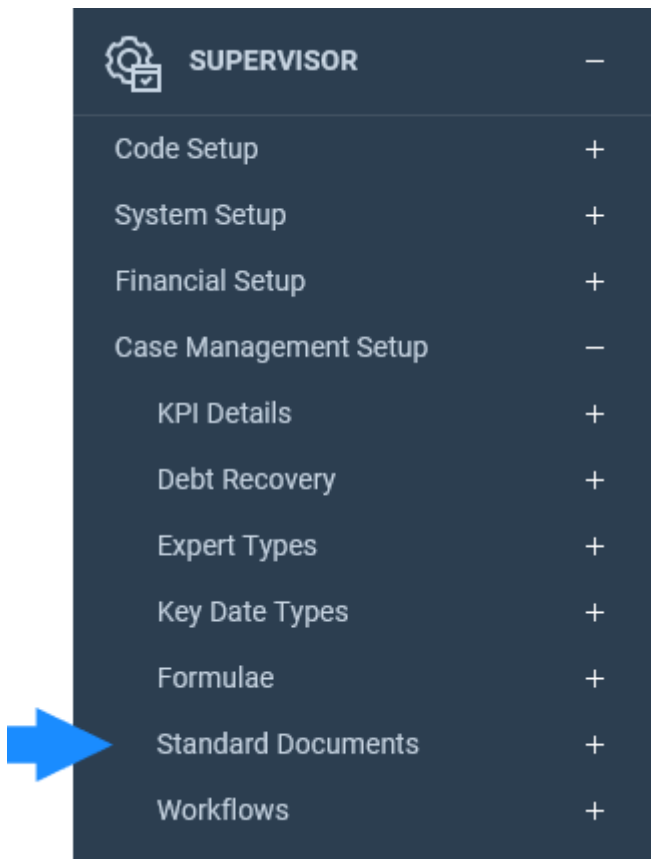 SUPERVISOR −
Code Setup +
System Setup +
Financial Setup +
Case Management Setup −
KPI Details +
Debt Recovery +
Expert Types +
Key Date Types +
Formulae +
Standard Documents +
Workflows +